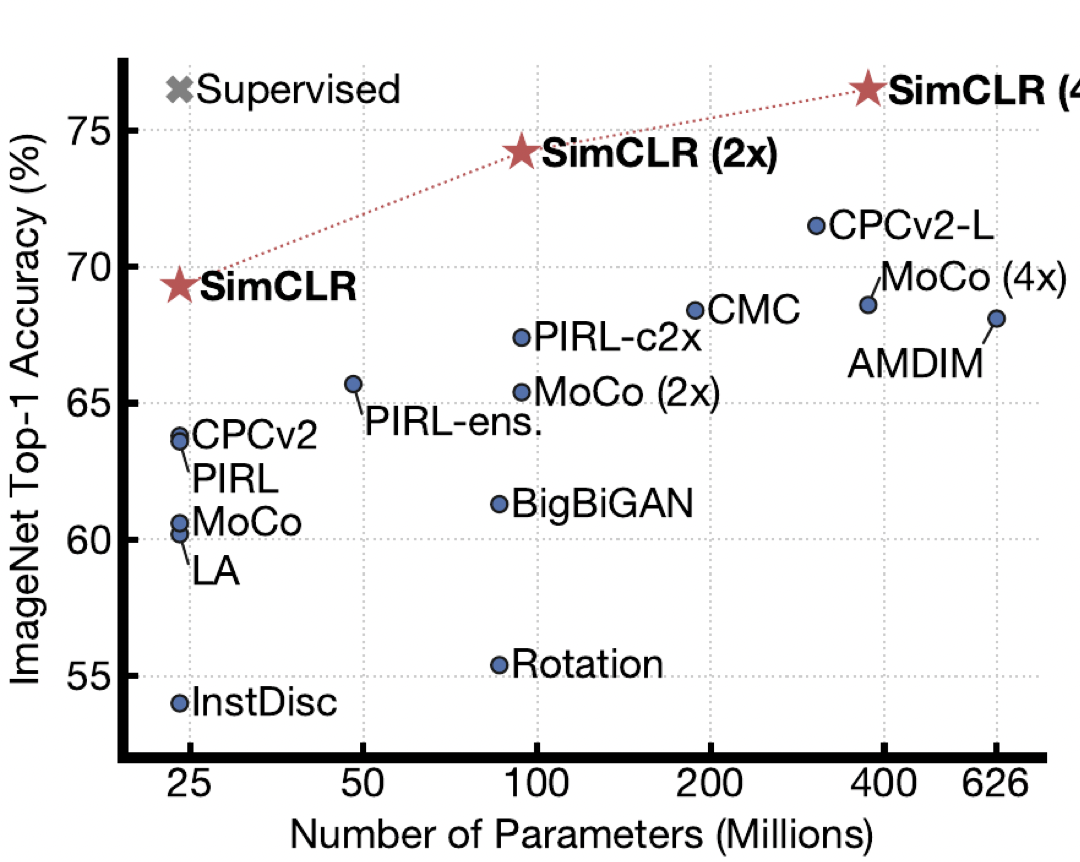 Supervised
SimCLR (4
75
SimCLR (2x)
CPCv2-L
70
MoCo (4x)
SimCLR
CMC
PIRL-c2x
AMDIM
65
MoCo (2x)
PIRL-ens.
CPCv2
PIRL
BigBiGAN
MoCo
60
LA
Rotation
55
InstDisc
25 50 100 200 400 626
Number of Parameters (Millions)
ImageNet Top-1 Accuracy (%)